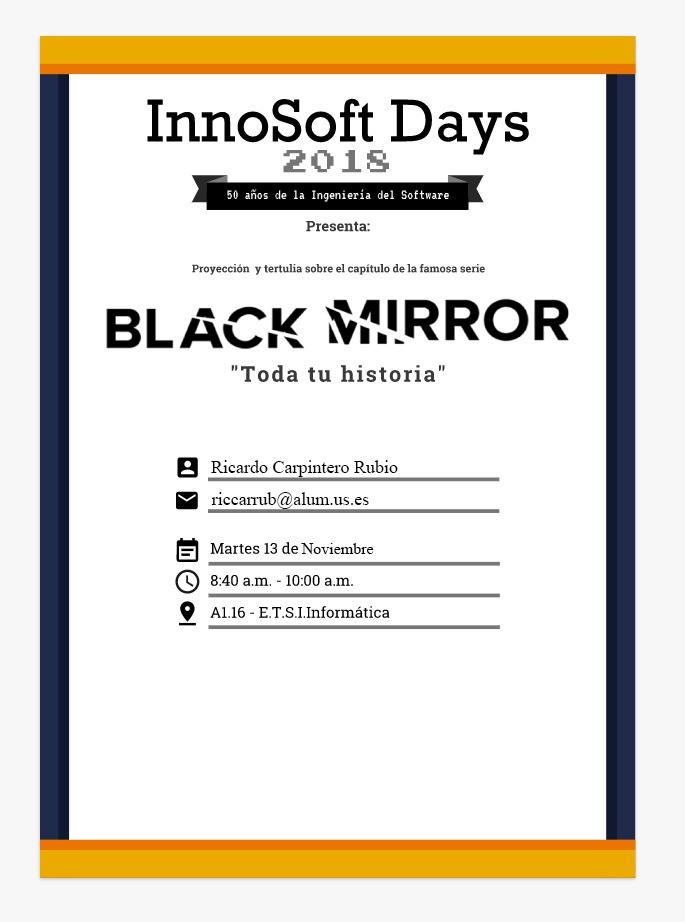 InnoSoft Days
2018
50 años de la Ingeniería del Software
Presenta:
Proyección y tertulia sobre el capítulo de la famosa serie
BLACK MIRROR
"Toda tu historia"
Ricardo Carpintero Rubio
riccarrub@alum.us.es
Martes 13 de Noviembre
8:40 a.m. - 10:00 a.m.
A1.16 - E.T.S.I.Informática